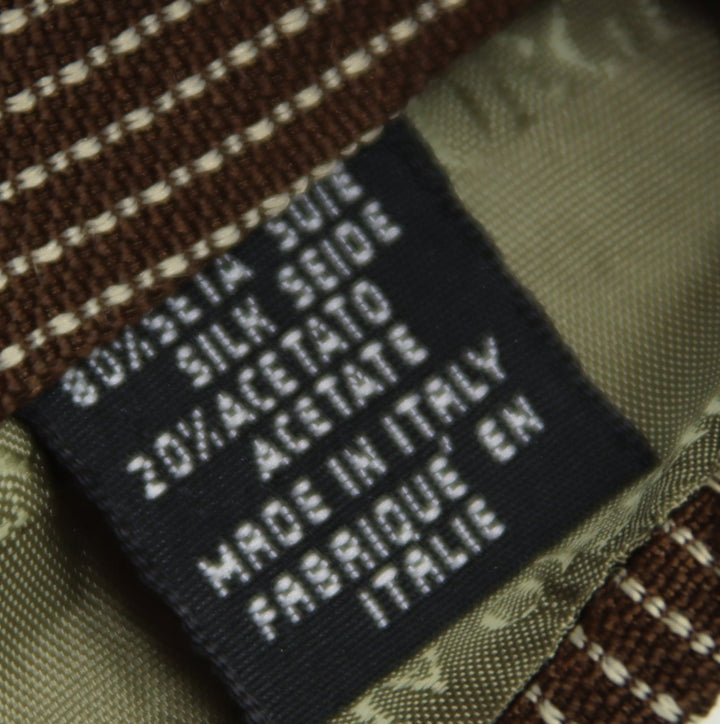 80%SETA SOIE
SILK SEIDE
20%ACETATO
ACETATE
MADE IN ITALY
FABRIQUÉ EN
ITALIE